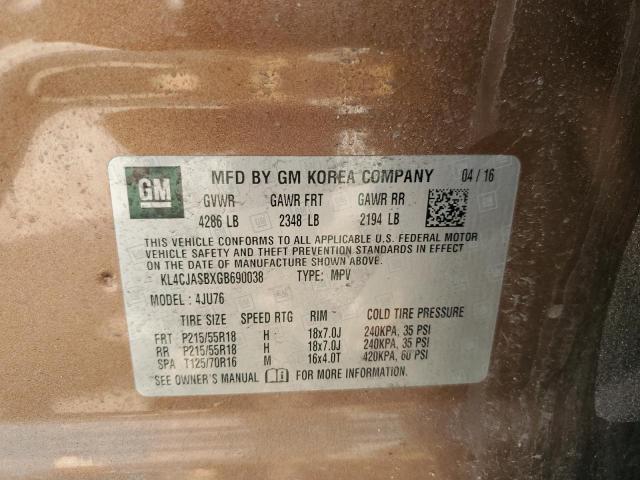 GM
MFD BY GM KOREA COMPANY 04 / 16
GVWR GAWR FRT GAWR RR
4286 LB 2348 LB 2194 LB
THIS VEHICLE CONFORMS TO ALL APPLICABLE U.S. FEDERAL MOTOR
VEHICLE SAFETY AND THEFT PREVENTION STANDARDS IN EFFECT
ON THE DATE OF MANUFACTURE SHOWN ABOVE.
KL4CJASBXGB690038 TYPE: MPV
MODEL : 4JU76
TIRE SIZE SPEED RTG RIM COLD TIRE PRESSURE
FRT P215/55R18 H 18x7.0J 240KPA, 35 PSI
RR P215/55R18 H 18x7.0J 240KPA, 35 PSI
SPA T125/70R16 M 16x4.0T 420KPA, 60 PSI
SEE OWNER'S MANUAL FOR MORE INFORMATION.